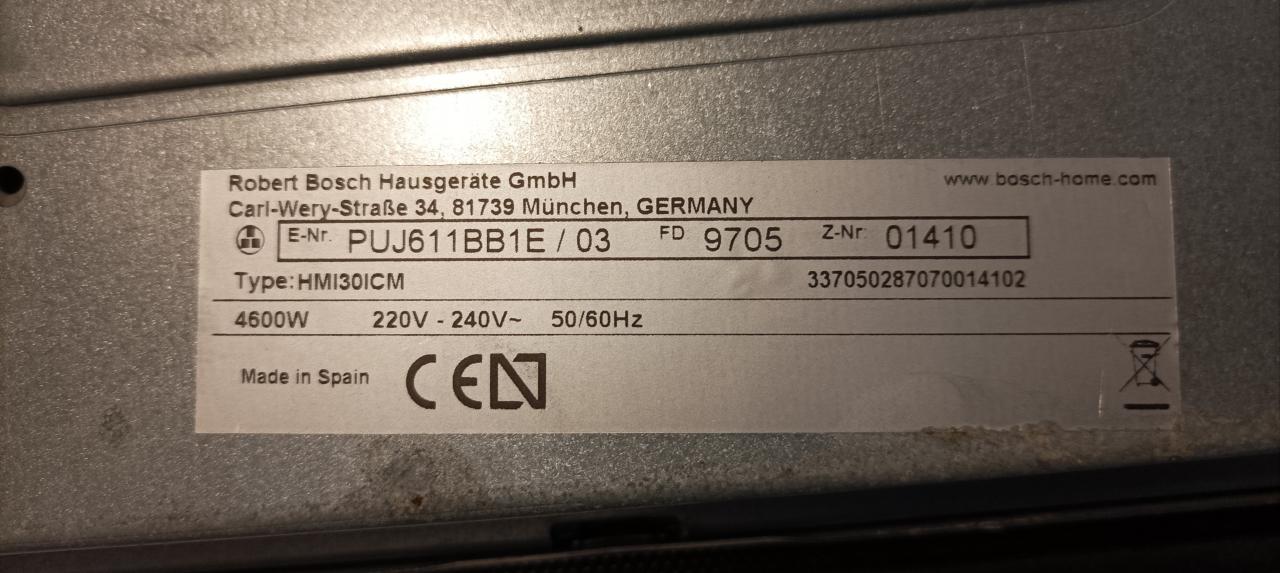 Robert Bosch Hausgeräte GmbH www.bosch-home.com
Carl-Wery-Straße 34, 81739 München, GERMANY
E-Nr. PUJ611BB1E / 03 FD 9705 Z-Nr. 01410
Type:HMI30ICM 337050287070014102
4600W 220V - 240V~ 50/60Hz
Made in Spain CE N